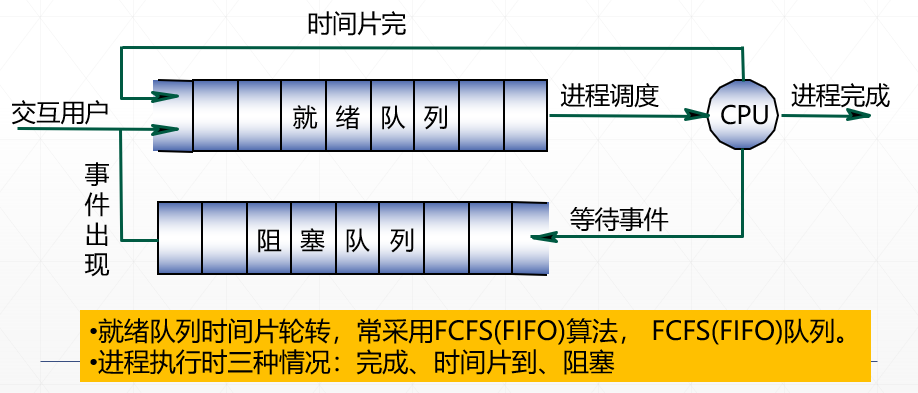 时间片完
交互用户
就绪队列
进程调度
CPU
进程完成
事件出现
阻塞队列
等待事件
•就绪队列时间片轮转，常采用FCFS(FIFO)算法， FCFS(FIFO)队列。
•进程执行时三种情况：完成、时间片到、阻塞